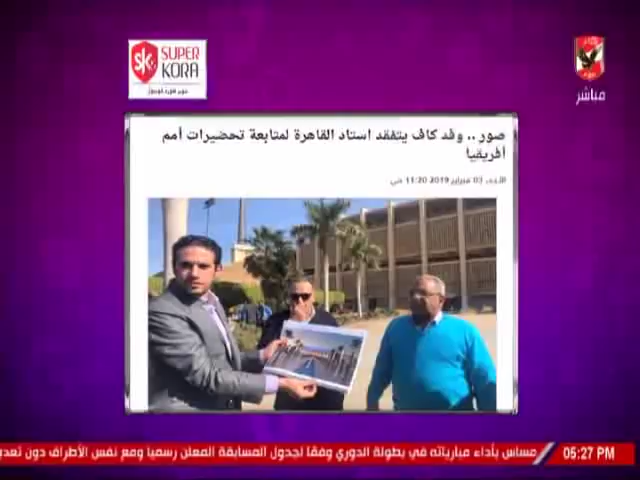 SUPER
KORA
sk
مباشر
صور .. وفد كاف يتفقد استاد القاهرة لمتابعة تحضيرات أمم
أفريقيا
الأحد، 03 فبراير 2019 11:20 ص
مساس بأداء مبارياته في بطولة الدوري وفقا لجدول المسابقة المعلن رسميا ومع نفس الأطراف دون تعدي
05:27 PM